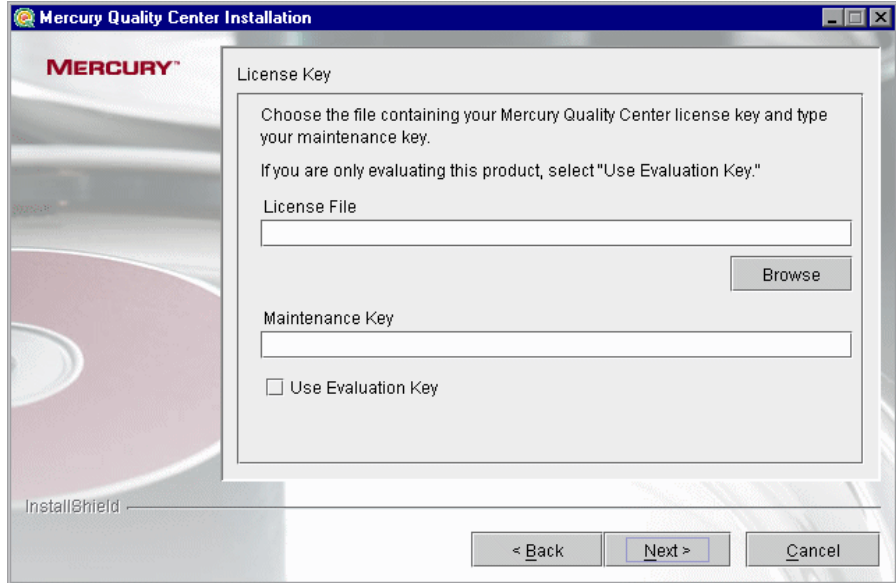 Mercury Quality Center Installation
MERCURY™
License Key
Choose the file containing your Mercury Quality Center license key and type
your maintenance key.
If you are only evaluating this product, select "Use Evaluation Key."
License File
Browse
Maintenance Key
Use Evaluation Key
InstallShield
< Back
Next >
Cancel